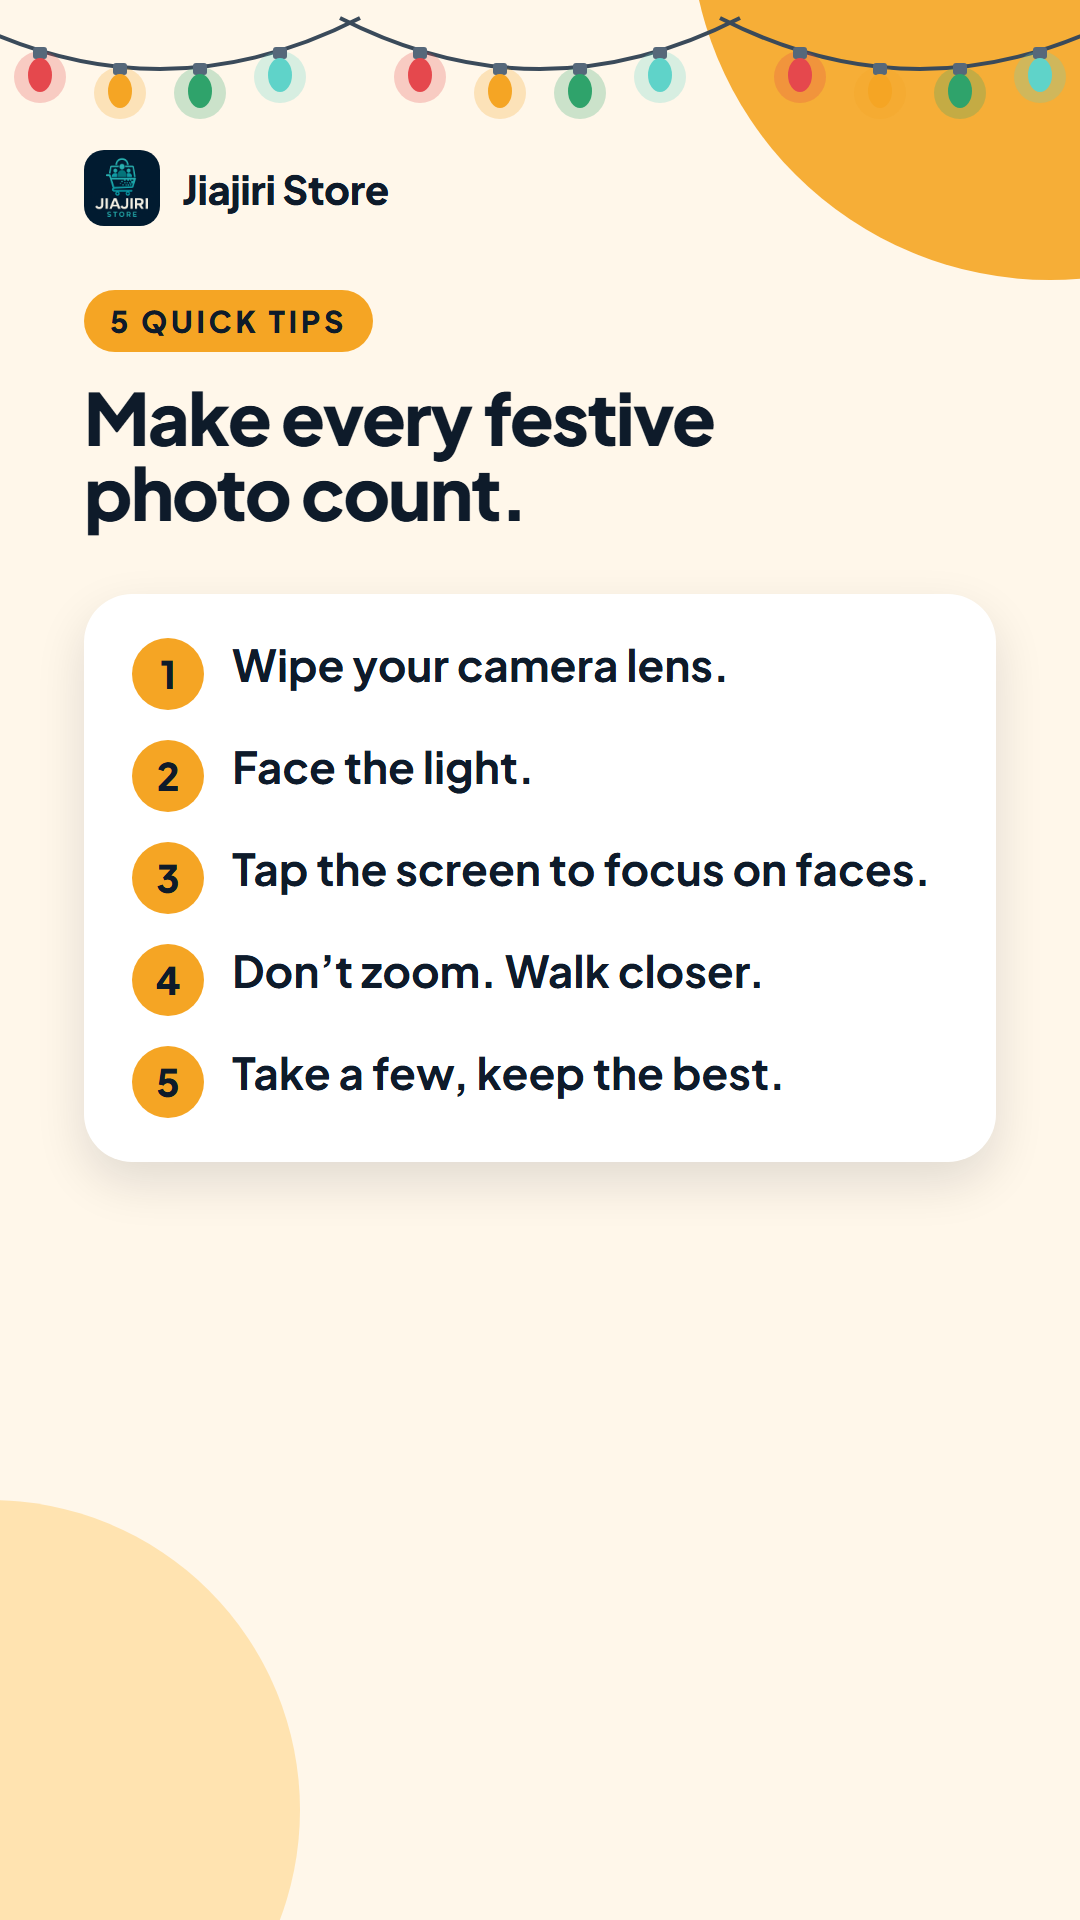 JIAJIRI
STORE
Jiajiri Store
5 QUICK TIPS
Make every festive
photo count.
1 Wipe your camera lens.
2 Face the light.
3 Tap the screen to focus on faces.
4 Don’t zoom. Walk closer.
5 Take a few, keep the best.